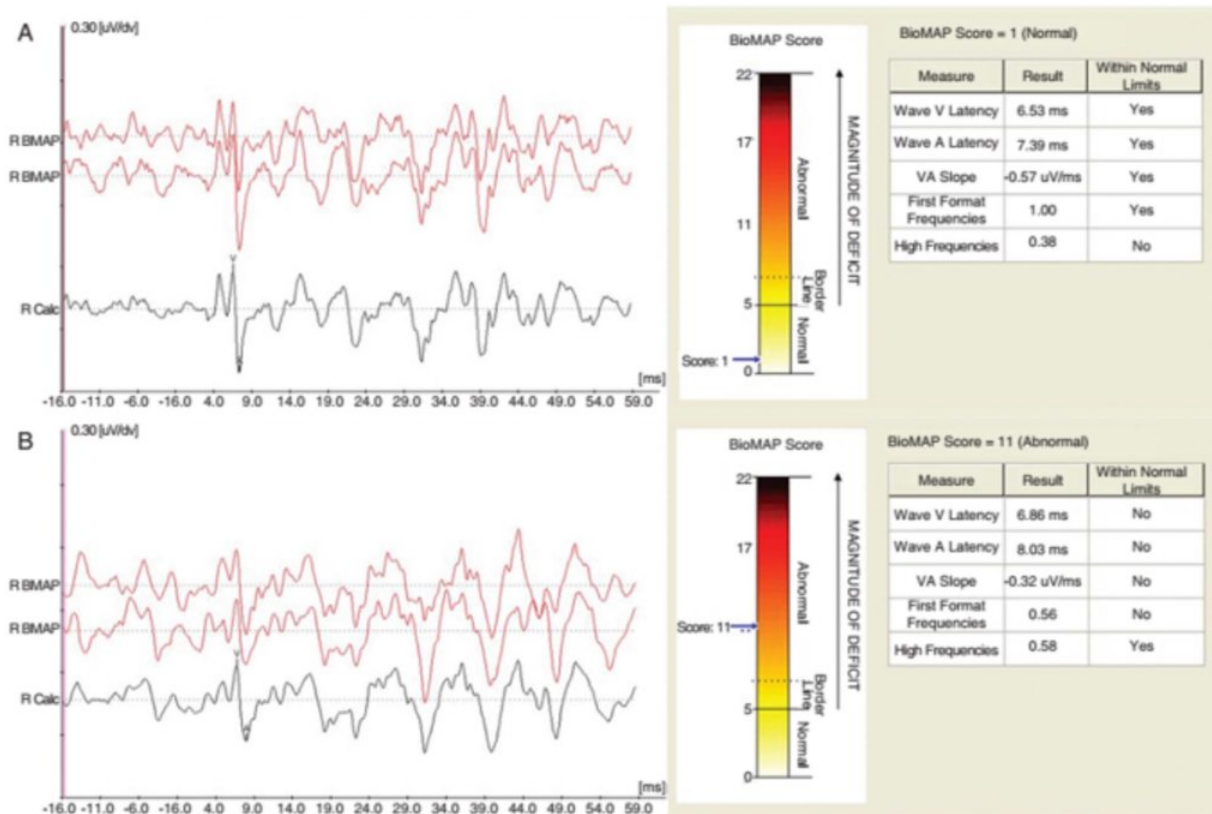 A
0.30 [uV/dv]
R BMAP
R BMAP
V
R Calc
A
[ms]
-16.0 -11.0 -6.0 -16.0 4.0 9.0 14.0 19.0 24.0 29.0 34.0 39.0 44.0 49.0 54.0 59.0
BioMAP Score
22
17
11
5
0
Abnormal
Border
Line
Normal
MAGNITUDE OF DEFICIT
Score: 1
BioMAP Score = 1 (Normal)
Measure Result Within Normal
Limits
Wave V Latency 6.53 ms Yes
Wave A Latency 7.39 ms Yes
VA Slope -0.57 uV/ms Yes
First Format
Frequencies 1.00 Yes
High Frequencies 0.38 No
B
0.30 [uV/dv]
R BMAP
R BMAP
V
R Calc
A
[ms]
-16.0 -11.0 -6.0 -16.0 4.0 9.0 14.0 19.0 24.0 29.0 34.0 39.0 44.0 49.0 54.0 59.0
BioMAP Score
22
17
5
0
Abnormal
Border
Line
Normal
MAGNITUDE OF DEFICIT
Score: 11
BioMAP Score = 11 (Abnormal)
Measure Result Within Normal
Limits
Wave V Latency 6.86 ms No
Wave A Latency 8.03 ms No
VA Slope -0.32 uV/ms No
First Format
Frequencies 0.56 No
High Frequencies 0.58 Yes